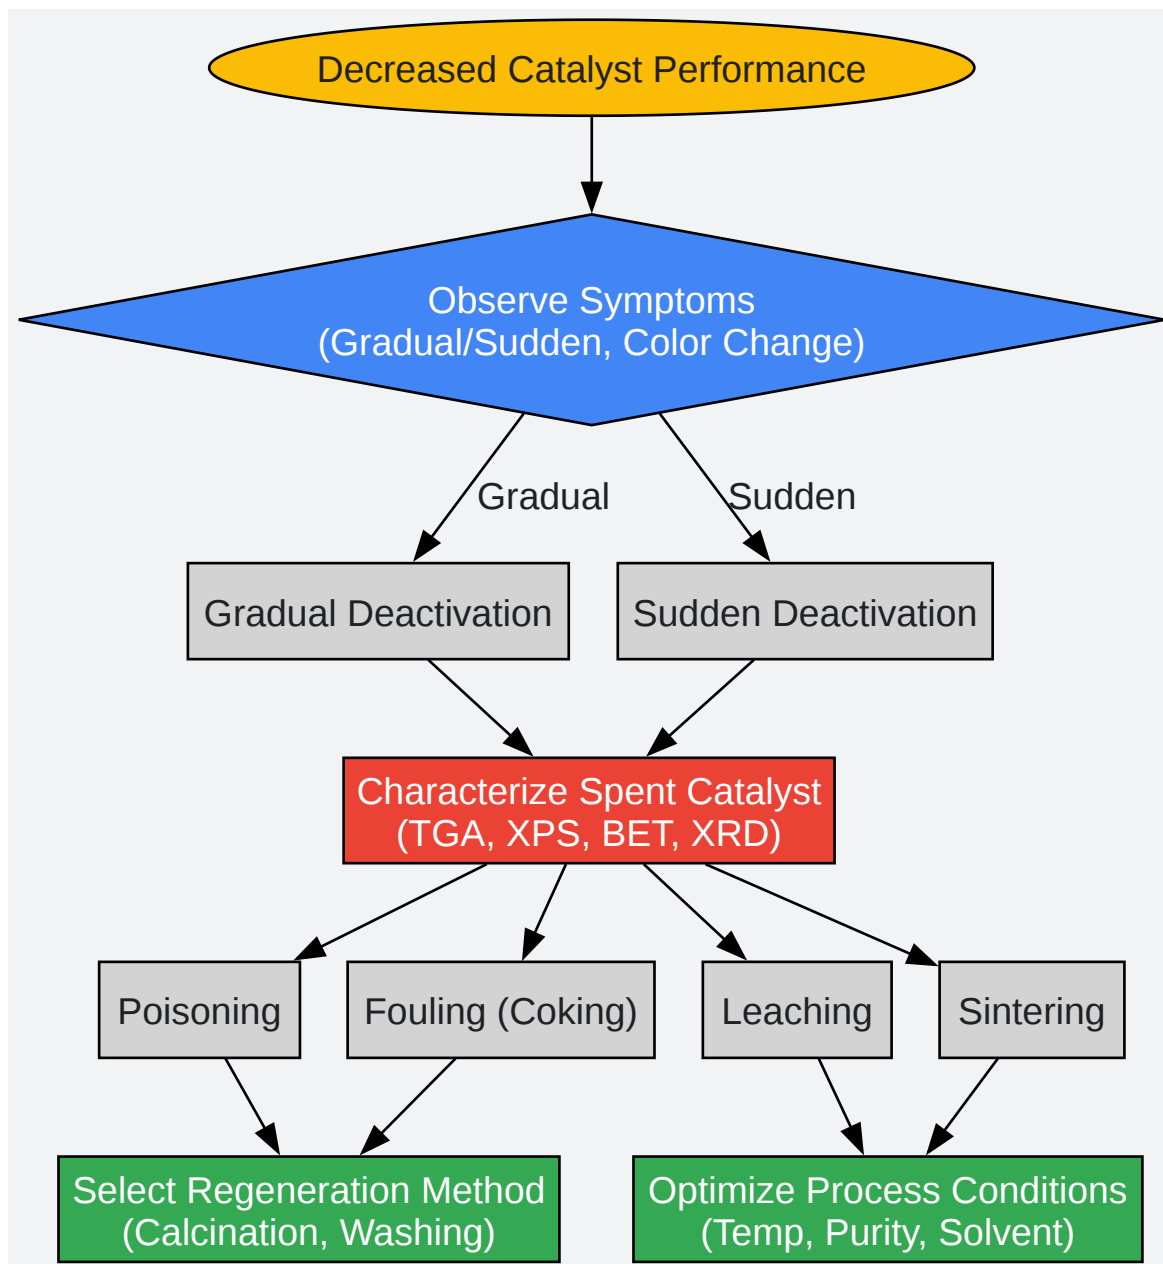 Decreased Catalyst Performance
Observe Symptoms
(Gradual/Sudden, Color Change)
Gradual
Sudden
Gradual Deactivation
Sudden Deactivation
Characterize Spent Catalyst
(TGA, XPS, BET, XRD)
Poisoning
Fouling (Coking)
Leaching
Sintering
Select Regeneration Method
(Calcination, Washing)
Optimize Process Conditions
(Temp, Purity, Solvent)